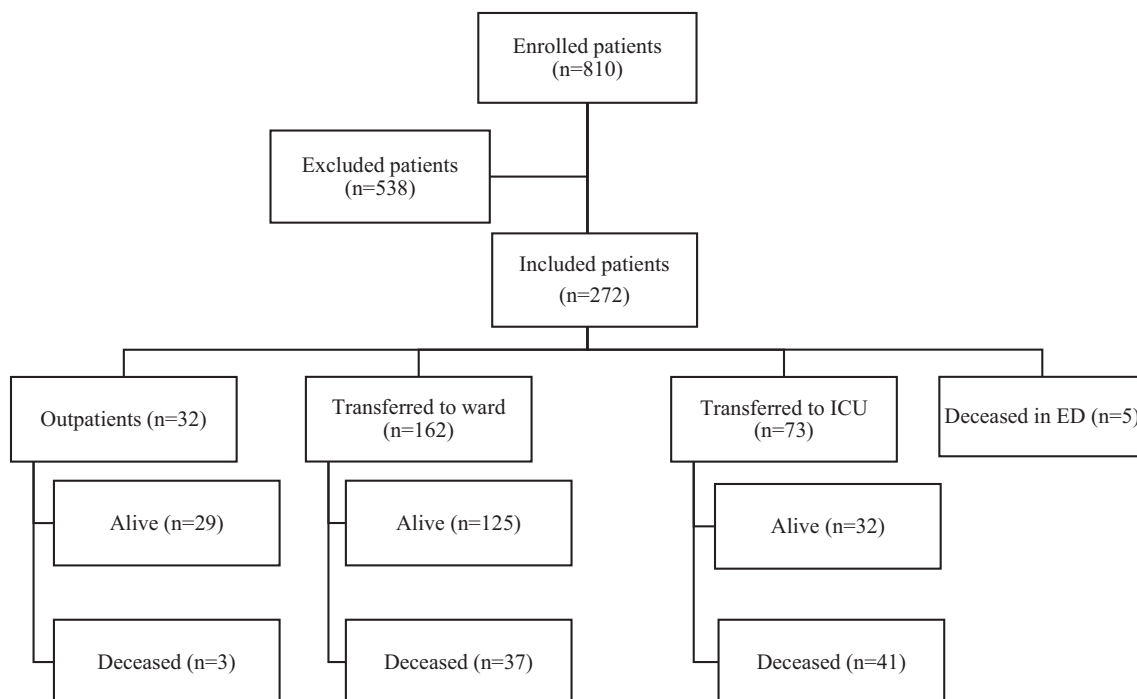 Enrolled patients
(n=810)
Excluded patients
(n=538)
Included patients
(n=272)
Outpatients (n=32)
Transferred to ward
(n=162)
Transferred to ICU
(n=73)
Deceased in ED (n=5)
Alive (n=29)
Alive (n=125)
Alive (n=32)
Deceased (n=3)
Deceased (n=37)
Deceased (n=41)